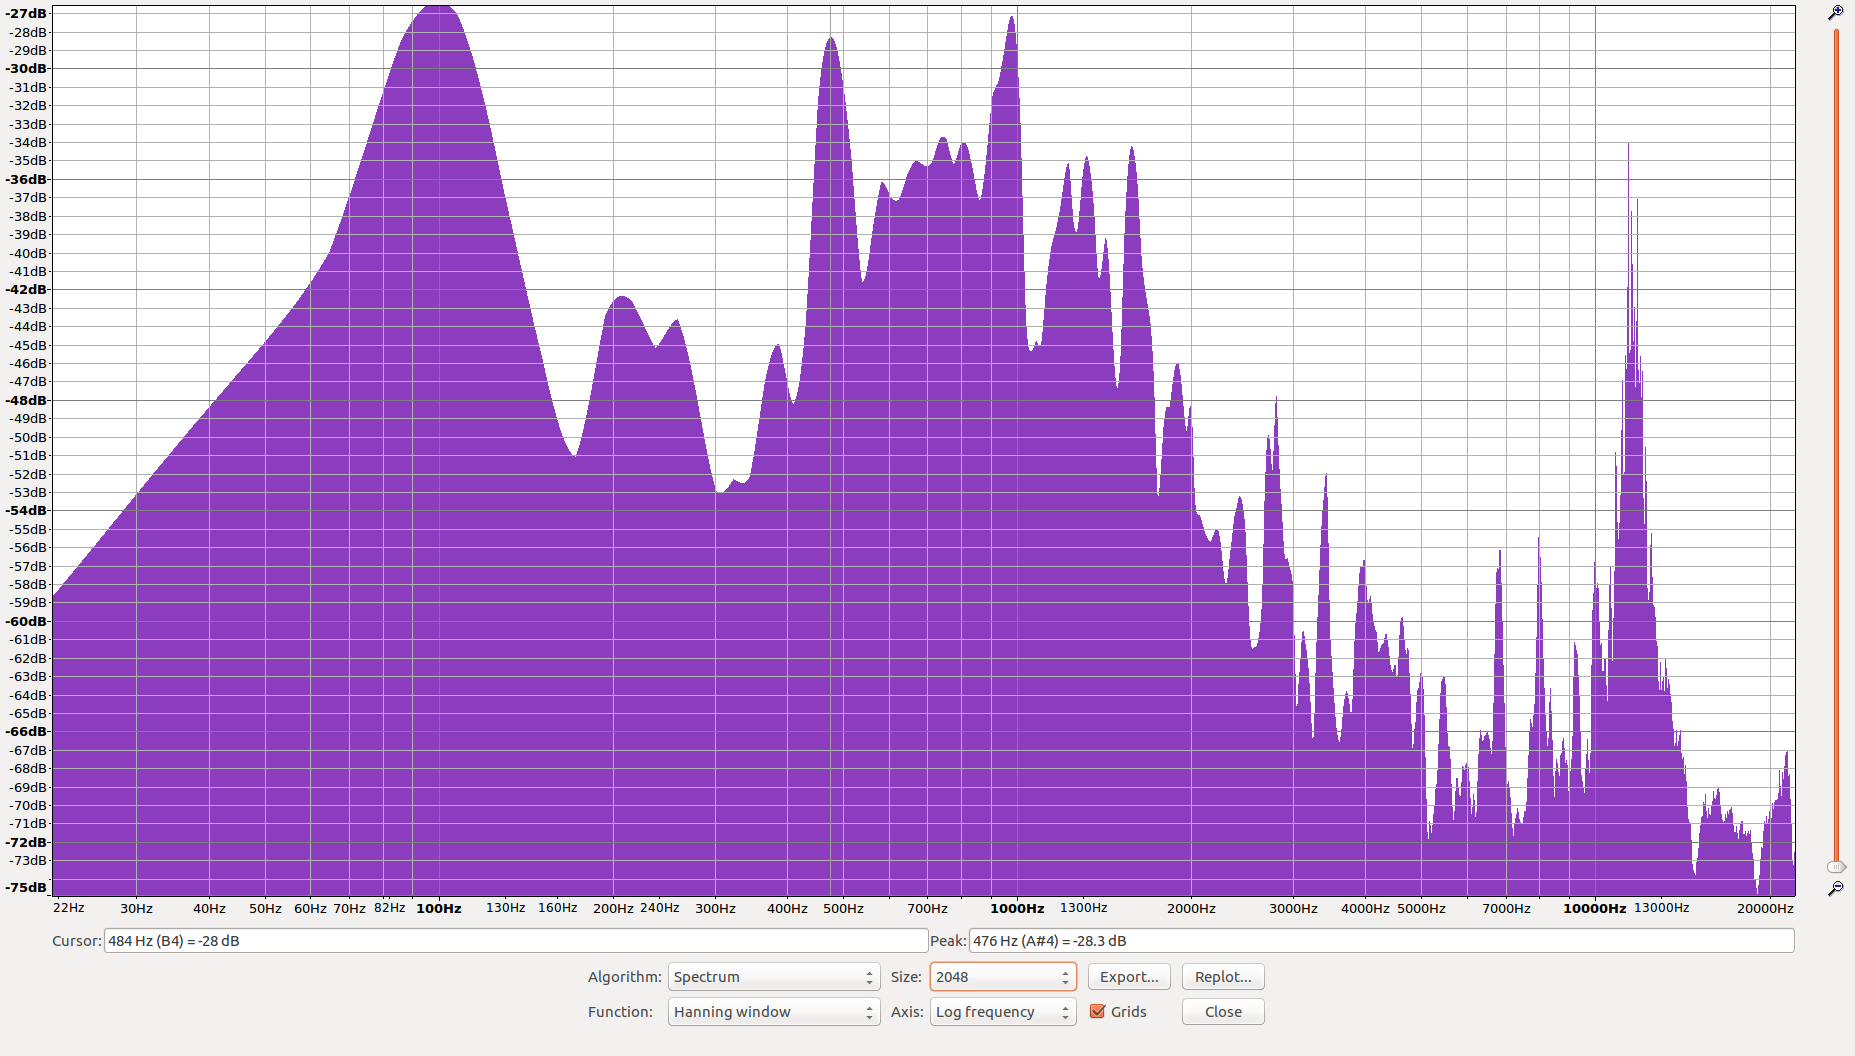 -27dB
-28dB
-29dB
-30dB
-31dB
-32dB
-33dB
-34dB
-35dB
-36dB
-37dB
-38dB
-39dB
-40dB
-41dB
-42dB
-43dB
-44dB
-45dB
-46dB
-47dB
-48dB
-49dB
-50dB
-51dB
-52dB
-53dB
-54dB
-55dB
-56dB
-57dB
-58dB
-59dB
-60dB
-61dB
-62dB
-63dB
-64dB
-65dB
-66dB
-67dB
-68dB
-69dB
-70dB
-71dB
-72dB
-73dB
-75dB
22Hz 30Hz 40Hz 50Hz 60Hz 70Hz 82Hz 100Hz 130Hz 160Hz 200Hz 240Hz 300Hz 400Hz 500Hz 700Hz 1000Hz 1300Hz 2000Hz 3000Hz 4000Hz 5000Hz 7000Hz 10000Hz 13000Hz 20000Hz
Cursor: 484 Hz (B4) = -28 dB Peak: 476 Hz (A#4) = -28.3 dB
Algorithm: Spectrum Size: 2048 Export... Replot...
Function: Hanning window Axis: Log frequency Grids Close